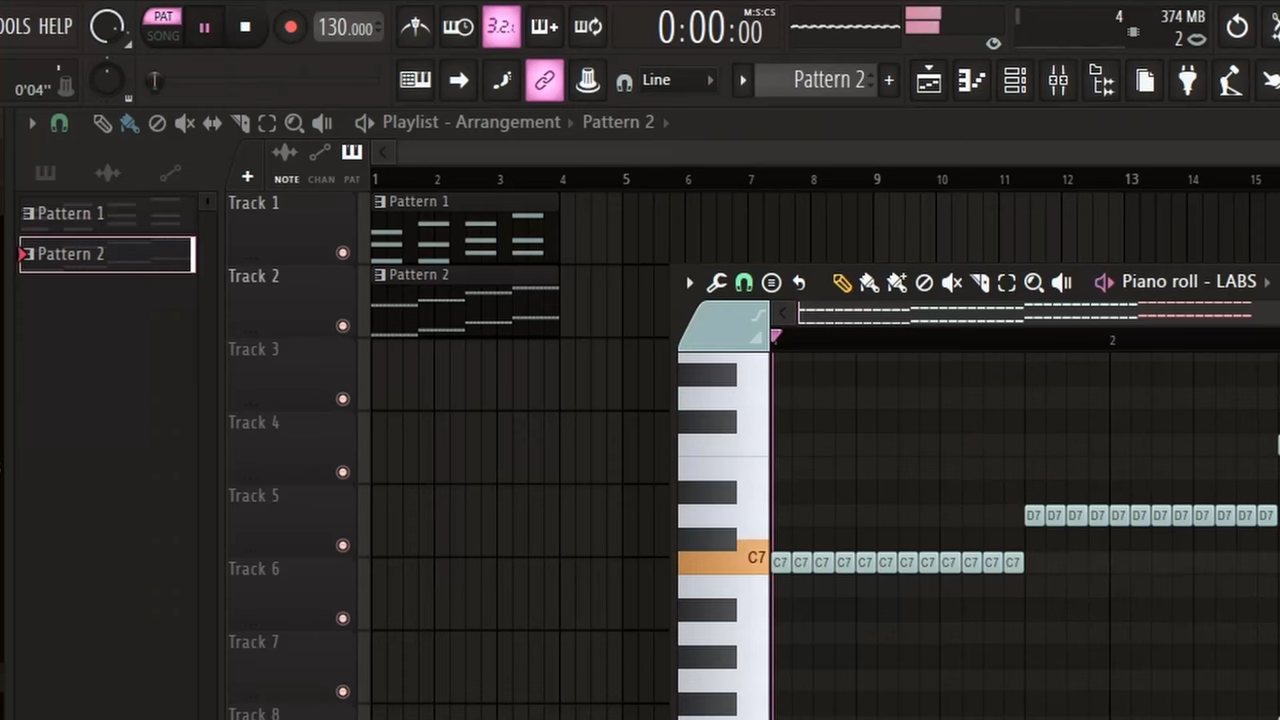 OOLS HELP
PAT
SONG
130.000
3.2.
0:00:00
M:S:CS
4
374 MB
2
0'04"
Line
Pattern 2
Playlist - Arrangement
Pattern 2
NOTE CHAN PAT
1 2 3 4 5 6 7 8 9 10 11 12 13 14 15
Pattern 1
Pattern 2
Track 1
Pattern 1
Track 2
Pattern 2
Track 3
Track 4
Track 5
Track 6
Track 7
Track 8
Piano roll - LABS
2
D7 D7 D7 D7 D7 D7 D7 D7 D7 D7 D7 D7
C7
C7 C7 C7 C7 C7 C7 C7 C7 C7 C7 C7 C7